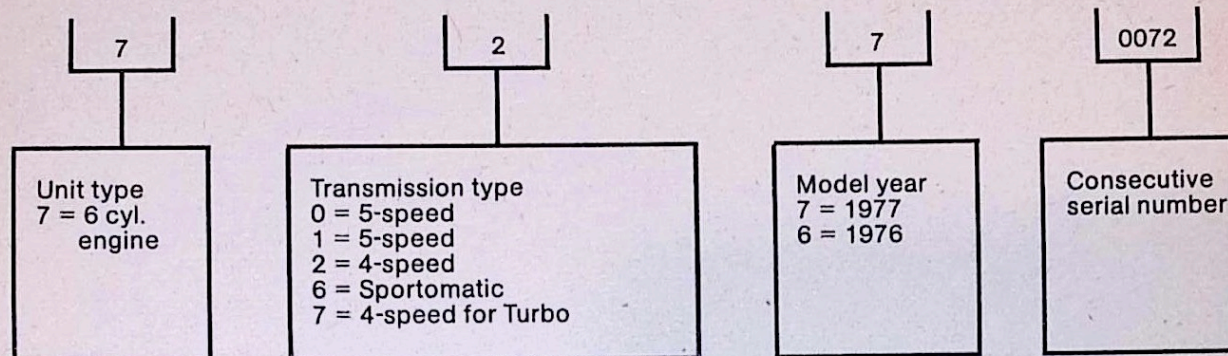 7
2
7
0072
Unit type
7 = 6 cyl.
engine
Transmission type
0 = 5-speed
1 = 5-speed
2 = 4-speed
6 = Sportomatic
7 = 4-speed for Turbo
Model year
7 = 1977
6 = 1976
Consecutive
serial number